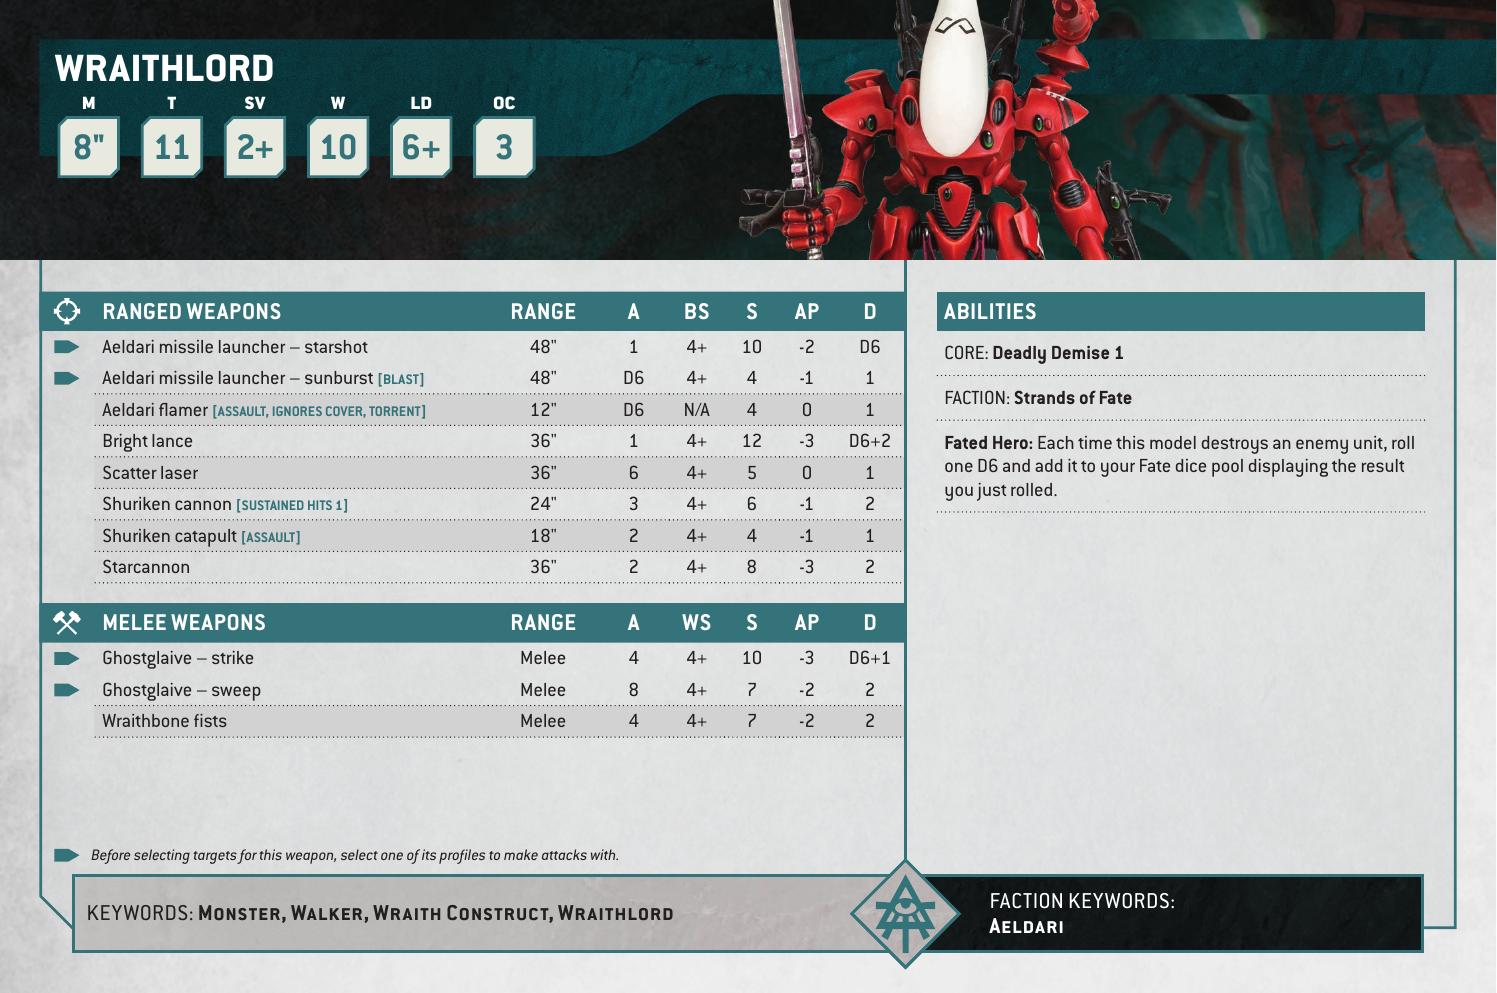 WRAITHLORD
M T SV W LD OC
8" 11 2+ 10 6+ 3
RANGED WEAPONS RANGE A BS S AP D
Aeldari missile launcher – starshot 48" 1 4+ 10 -2 D6
Aeldari missile launcher – sunburst [BLAST] 48" D6 4+ 4 -1 1
Aeldari flamer [ASSAULT, IGNORES COVER, TORRENT] 12" D6 N/A 4 0 1
Bright lance 36" 1 4+ 12 -3 D6+2
Scatter laser 36" 6 4+ 5 0 1
Shuriken cannon [SUSTAINED HITS 1] 24" 3 4+ 6 -1 2
Shuriken catapult [ASSAULT] 18" 2 4+ 4 -1 1
Starcannon 36" 2 4+ 8 -3 2
MELEE WEAPONS RANGE A WS S AP D
Ghostglaive – strike Melee 4 4+ 10 -3 D6+1
Ghostglaive – sweep Melee 8 4+ 7 -2 2
Wraithbone fists Melee 4 4+ 7 -2 2
Before selecting targets for this weapon, select one of its profiles to make attacks with.
ABILITIES
CORE: Deadly Demise 1
FACTION: Strands of Fate
Fated Hero: Each time this model destroys an enemy unit, roll
one D6 and add it to your Fate dice pool displaying the result
you just rolled.
KEYWORDS: MONSTER, WALKER, WRAITH CONSTRUCT, WRAITHLORD
FACTION KEYWORDS:
AELDARI